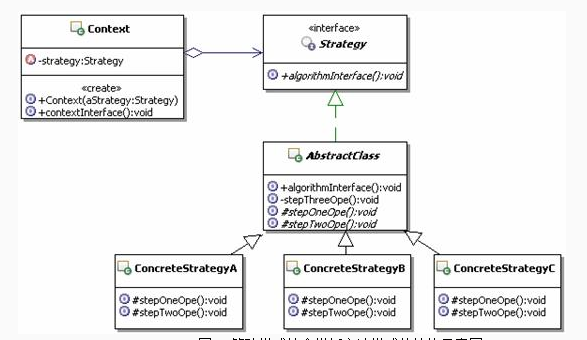 Context
-strategy:Strategy
«create»
+Context(aStrategy:Strategy)
+contextInterface():void
«interface»
Strategy
+algorithmInterface():void
AbstractClass
+algorithmInterface():void
-stepThreeOpe():void
#stepOneOpe():void
#stepTwoOpe():void
ConcreteStrategyA
#stepOneOpe():void
#stepTwoOpe():void
ConcreteStrategyB
#stepOneOpe():void
#stepTwoOpe():void
ConcreteStrategyC
#stepOneOpe():void
#stepTwoOpe():void